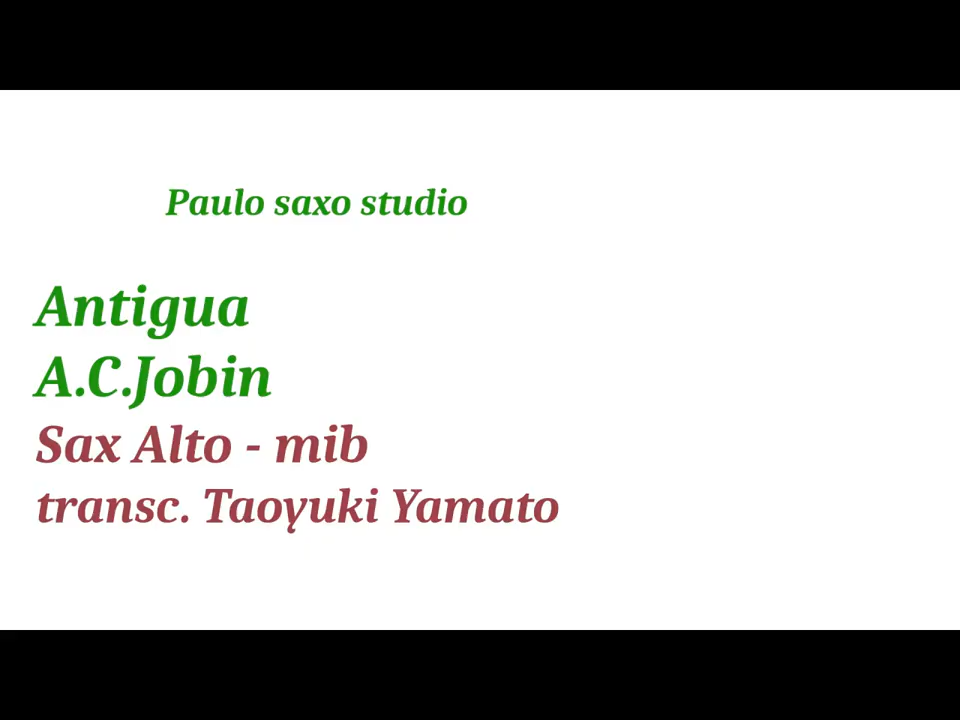 Paulo saxo studio
Antigua
A.C.Jobin
Sax Alto - mib
transc. Taoyuki Yamato